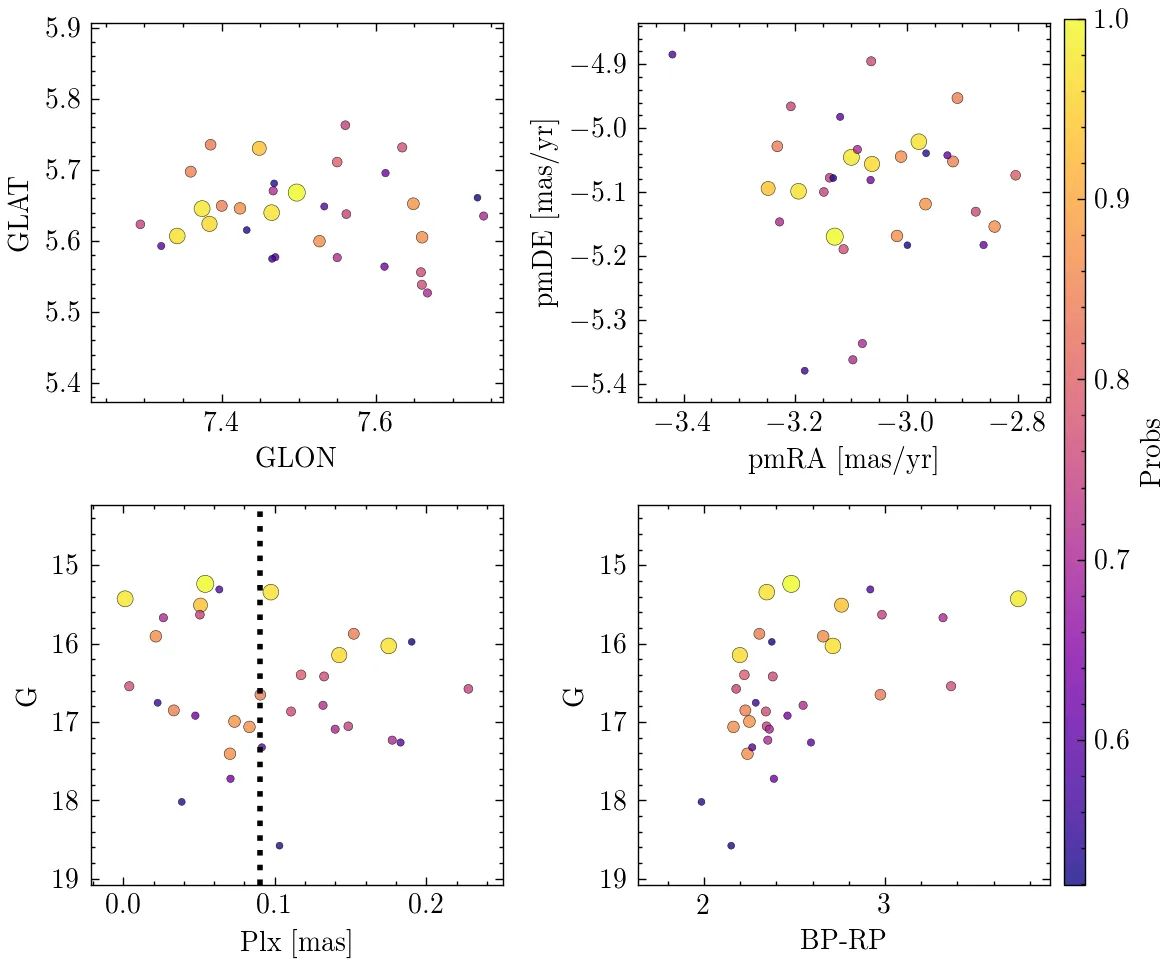 5.9
5.8
5.7
5.6
5.5
5.4
GLAT
7.4 7.6
GLON
−4.9
−5.0
−5.1
−5.2
−5.3
−5.4
pmDE [mas/yr]
−3.4 −3.2 −3.0 −2.8
pmRA [mas/yr]
15
16
17
18
19
G
0.0 0.1 0.2
Plx [mas]
15
16
17
18
19
G
2 3
BP-RP
1.0
0.9
0.8
0.7
0.6
Probs